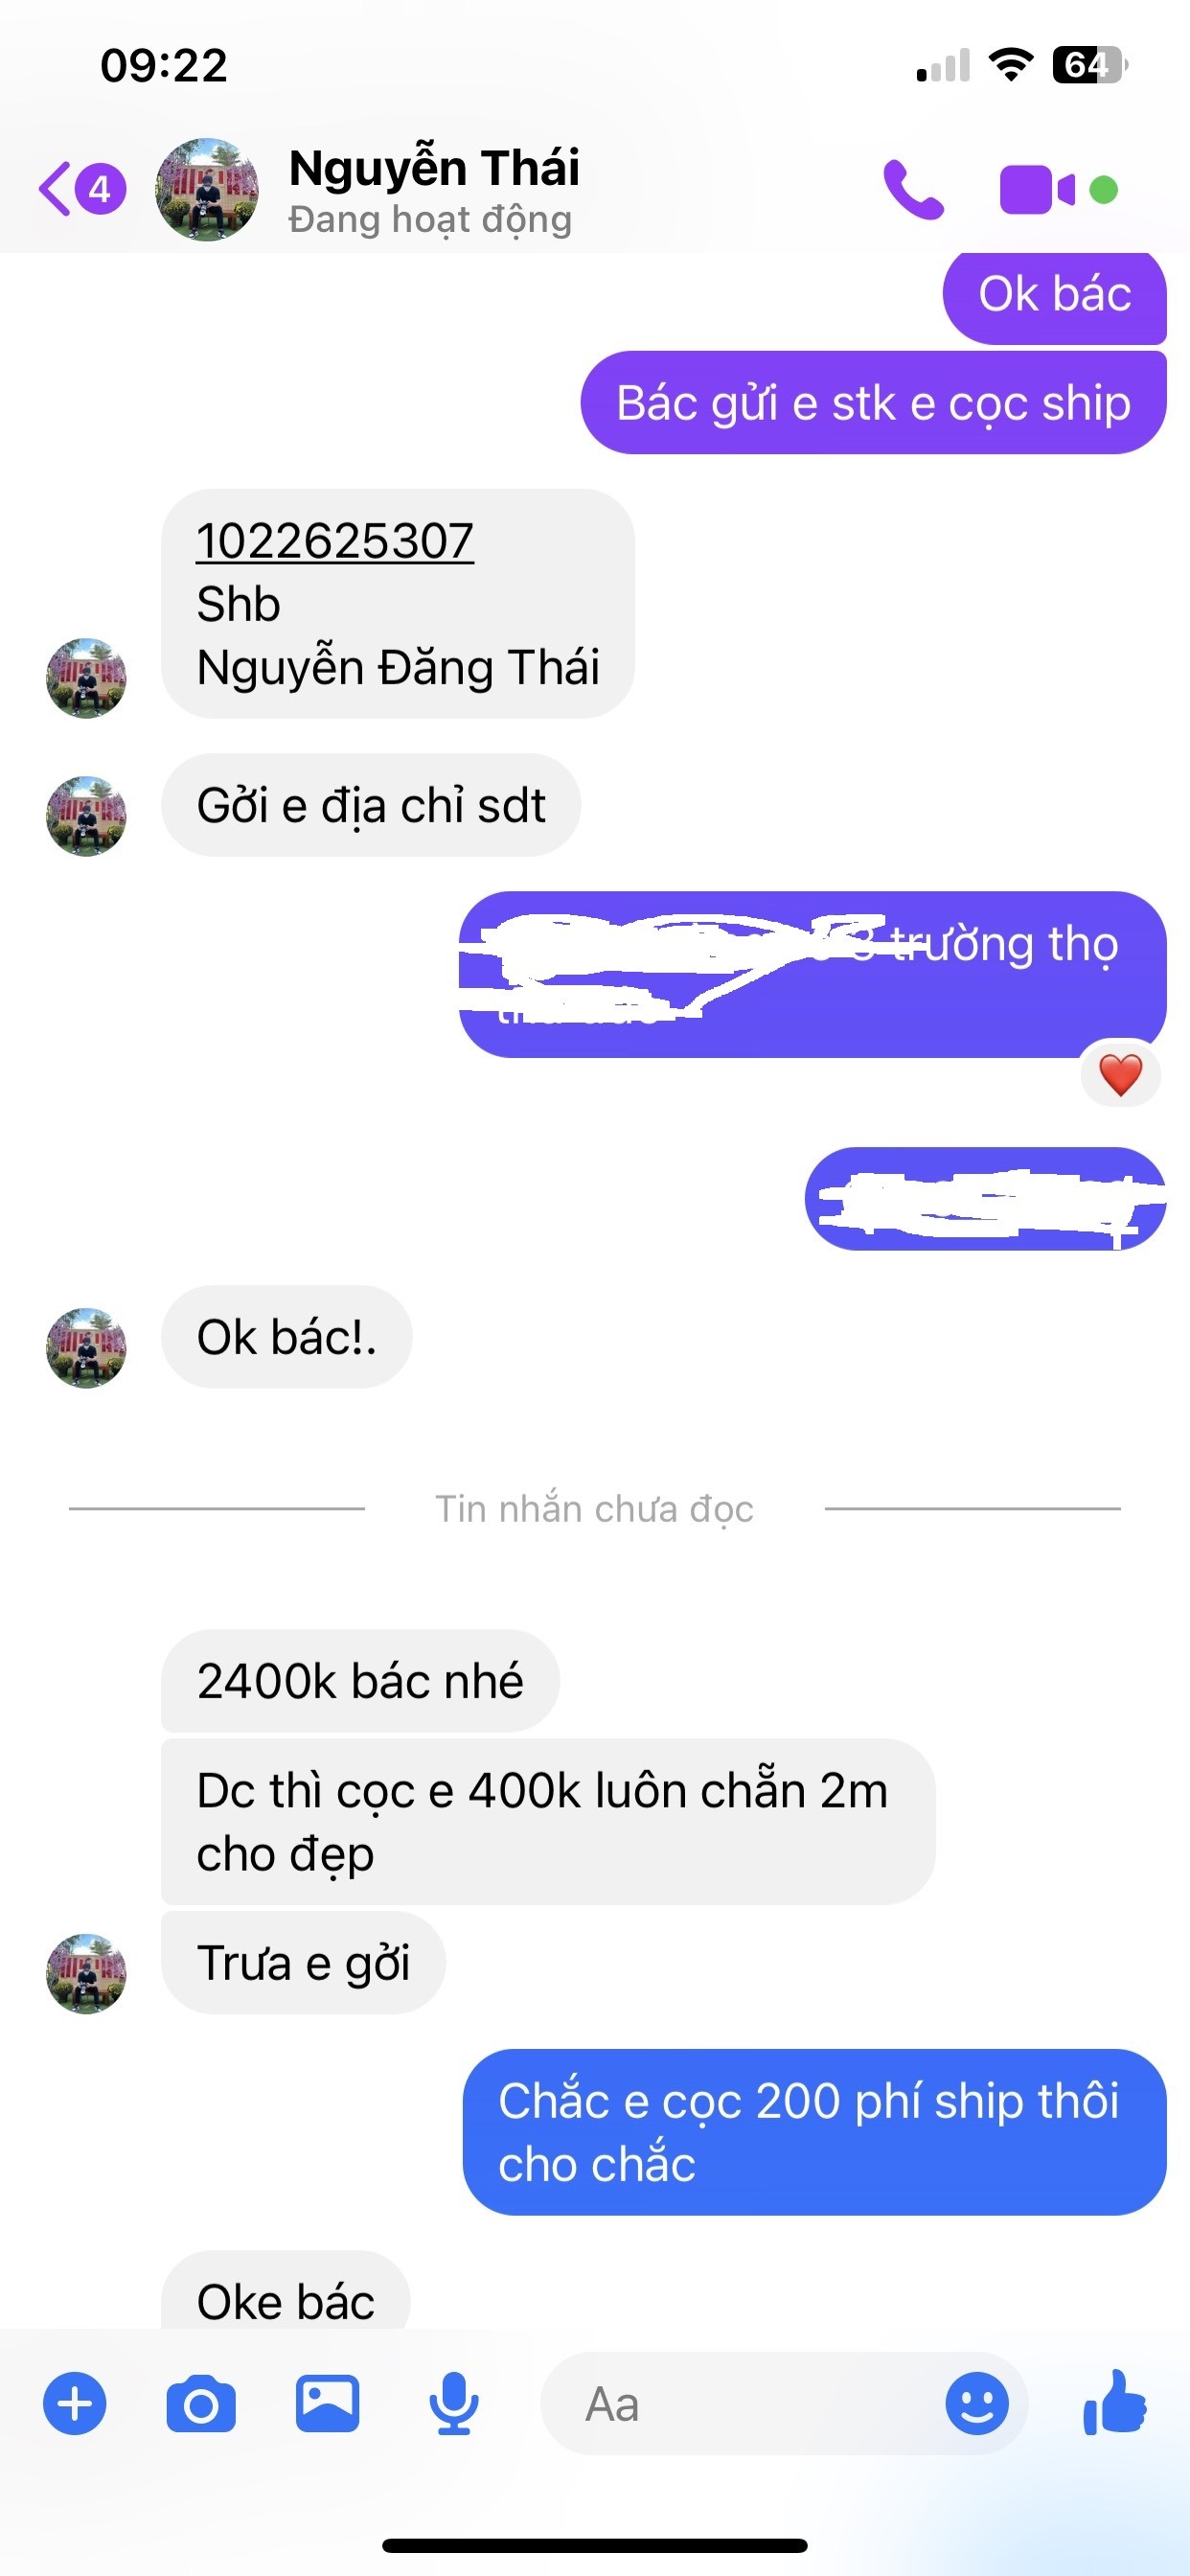 09:22
64
4
Nguyễn Thái
Đang hoạt động
Ok bác
Bác gửi e stk e cọc ship
1022625307
Shb
Nguyễn Đăng Thái
Gởi e địa chỉ sdt
trường thọ
Ok bác!.
Tin nhắn chưa đọc
2400k bác nhé
Dc thì cọc e 400k luôn chẵn 2m
cho đẹp
Trưa e gởi
Chắc e cọc 200 phí ship thôi
cho chắc
Oke bác
Aa